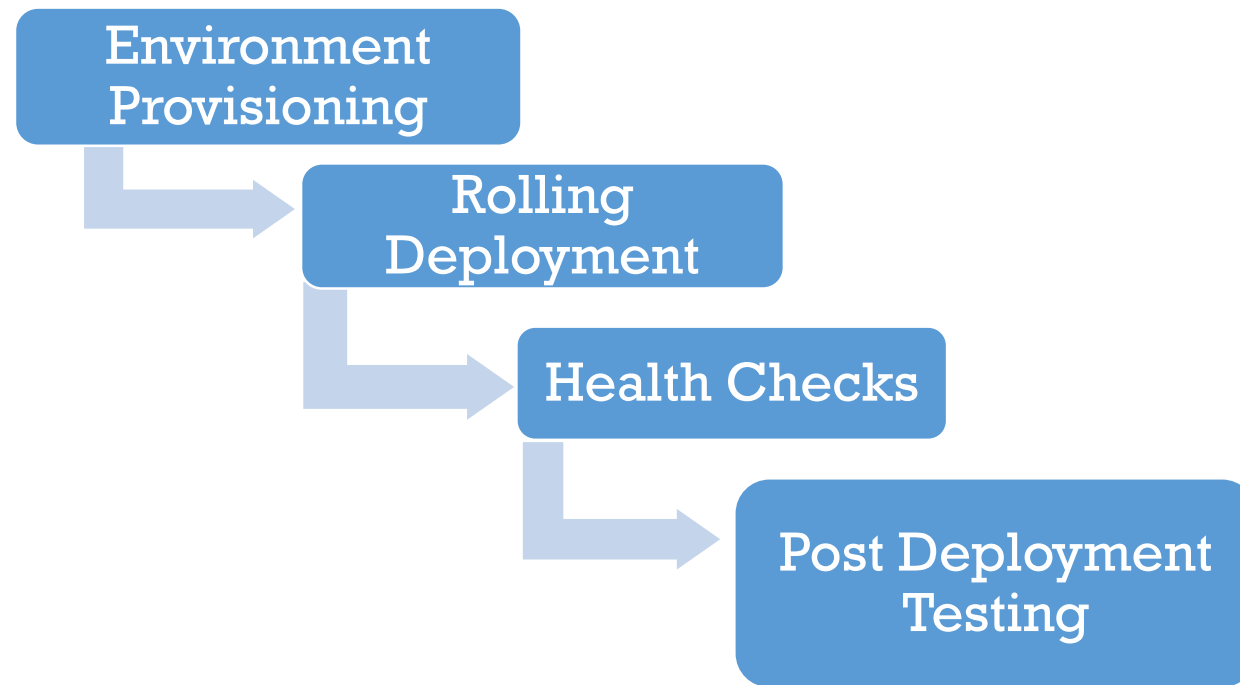 Environment
Provisioning
Rolling
Deployment
Health Checks
Post Deployment
Testing